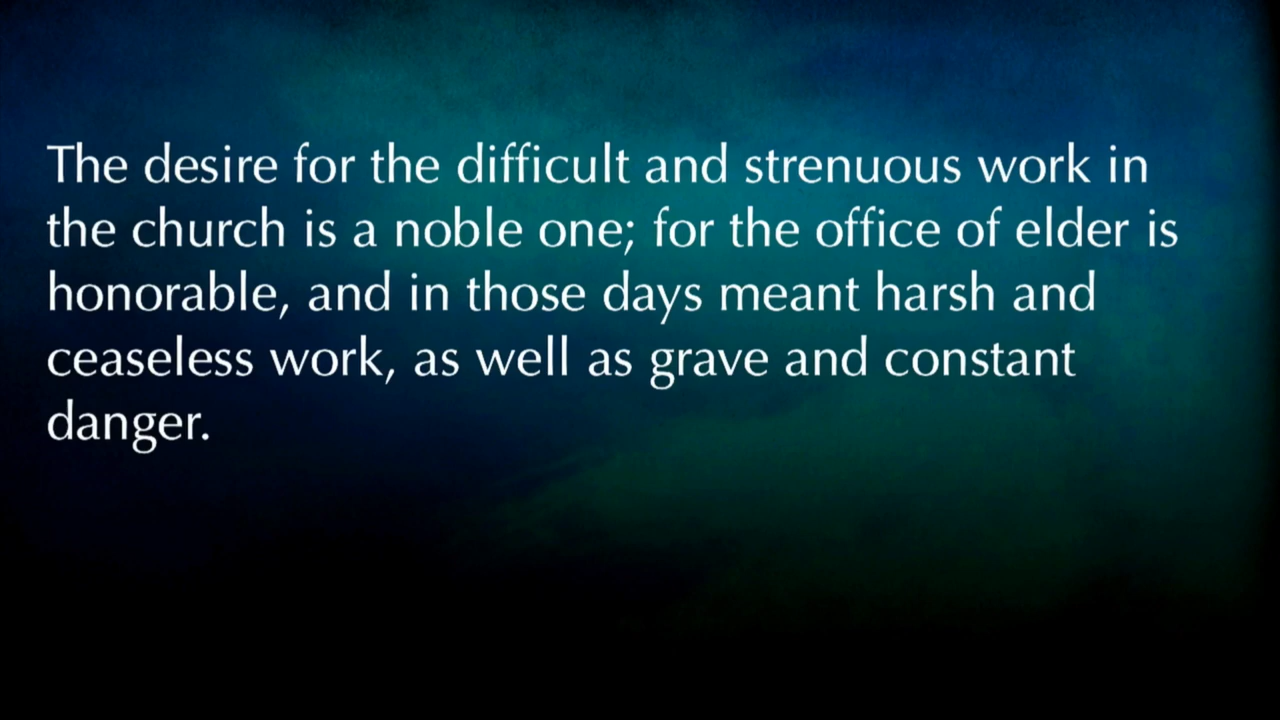 The desire for the difficult and strenuous work in
the church is a noble one; for the office of elder is
honorable, and in those days meant harsh and
ceaseless work, as well as grave and constant
danger.